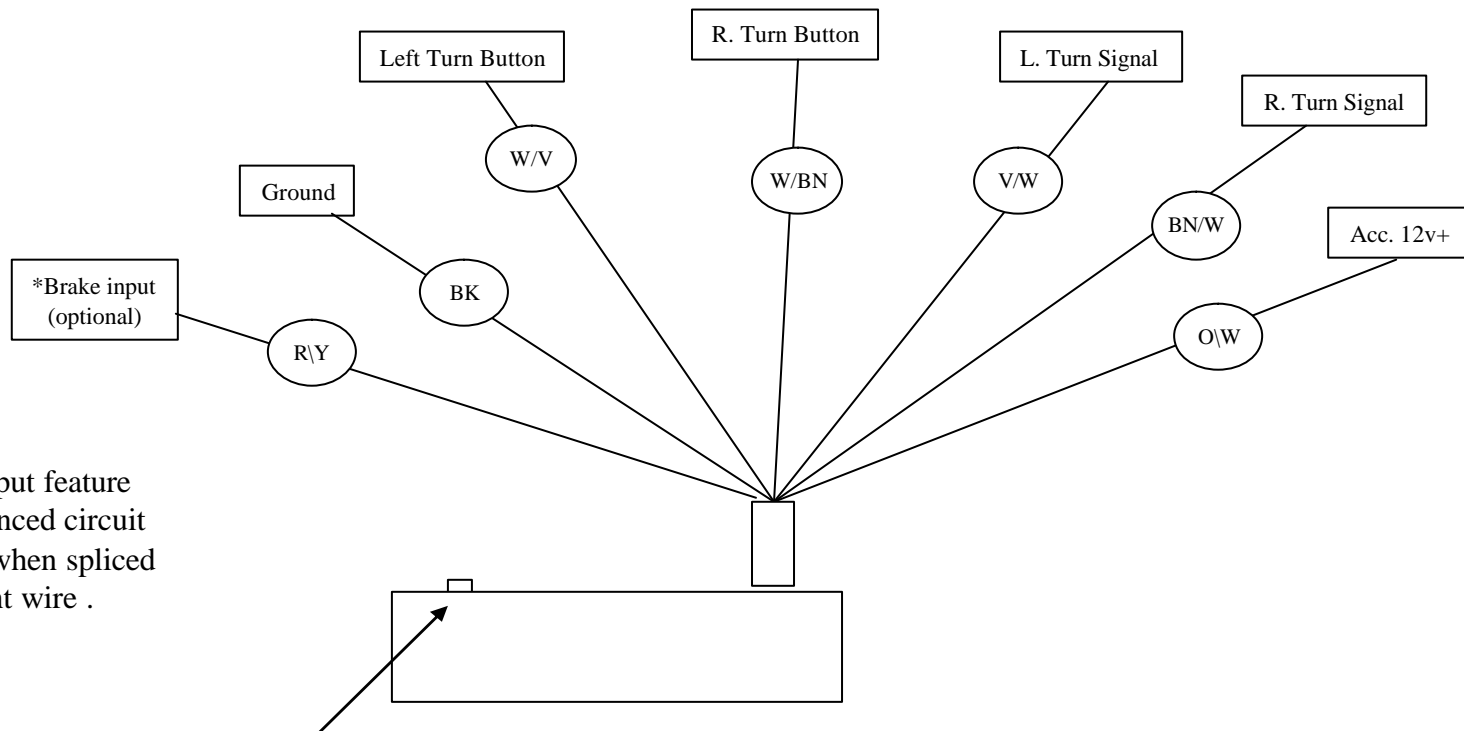 R. Turn Button
Left Turn Button
L. Turn Signal
R. Turn Signal
W/V
W/BN
V/W
Ground
BN/W
Acc. 12v+
*Brake input
(optional)
BK
R\Y
O\W
put feature
nced circuit
when spliced
nt wire .